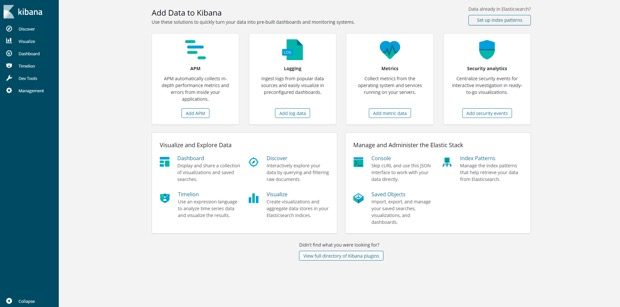 kibana
Discover
Visualize
Dashboard
Timelion
Dev Tools
Management
Collapse
Add Data to Kibana
Use these solutions to quickly turn your data into pre-built dashboards and monitoring systems.
Data already in Elasticsearch?
Set up index patterns
APM
APM automatically collects in-
depth performance metrics and
errors from inside your
applications.
Add APM
Logging
Ingest logs from popular data
sources and easily visualize in
preconfigured dashboards.
Add log data
Metrics
Collect metrics from the
operating system and services
running on your servers.
Add metric data
Security analytics
Centralize security events for
interactive investigation in ready-
to-go visualizations.
Add security events
Visualize and Explore Data
Dashboard
Display and share a collection
of visualizations and saved
searches.
Discover
Interactively explore your
data by querying and filtering
raw documents.
Timelion
Use an expression language
to analyze time series data
and visualize the results.
Visualize
Create visualizations and
aggregate data stores in your
Elasticsearch indices.
Manage and Administer the Elastic Stack
Console
Skip cURL and use this JSON
interface to work with your
data directly.
Index Patterns
Manage the index patterns
that help retrieve your data
from Elasticsearch.
Saved Objects
Import, export, and manage
your saved searches,
visualizations, and
dashboards.
Didn't find what you were looking for?
View full directory of Kibana plugins